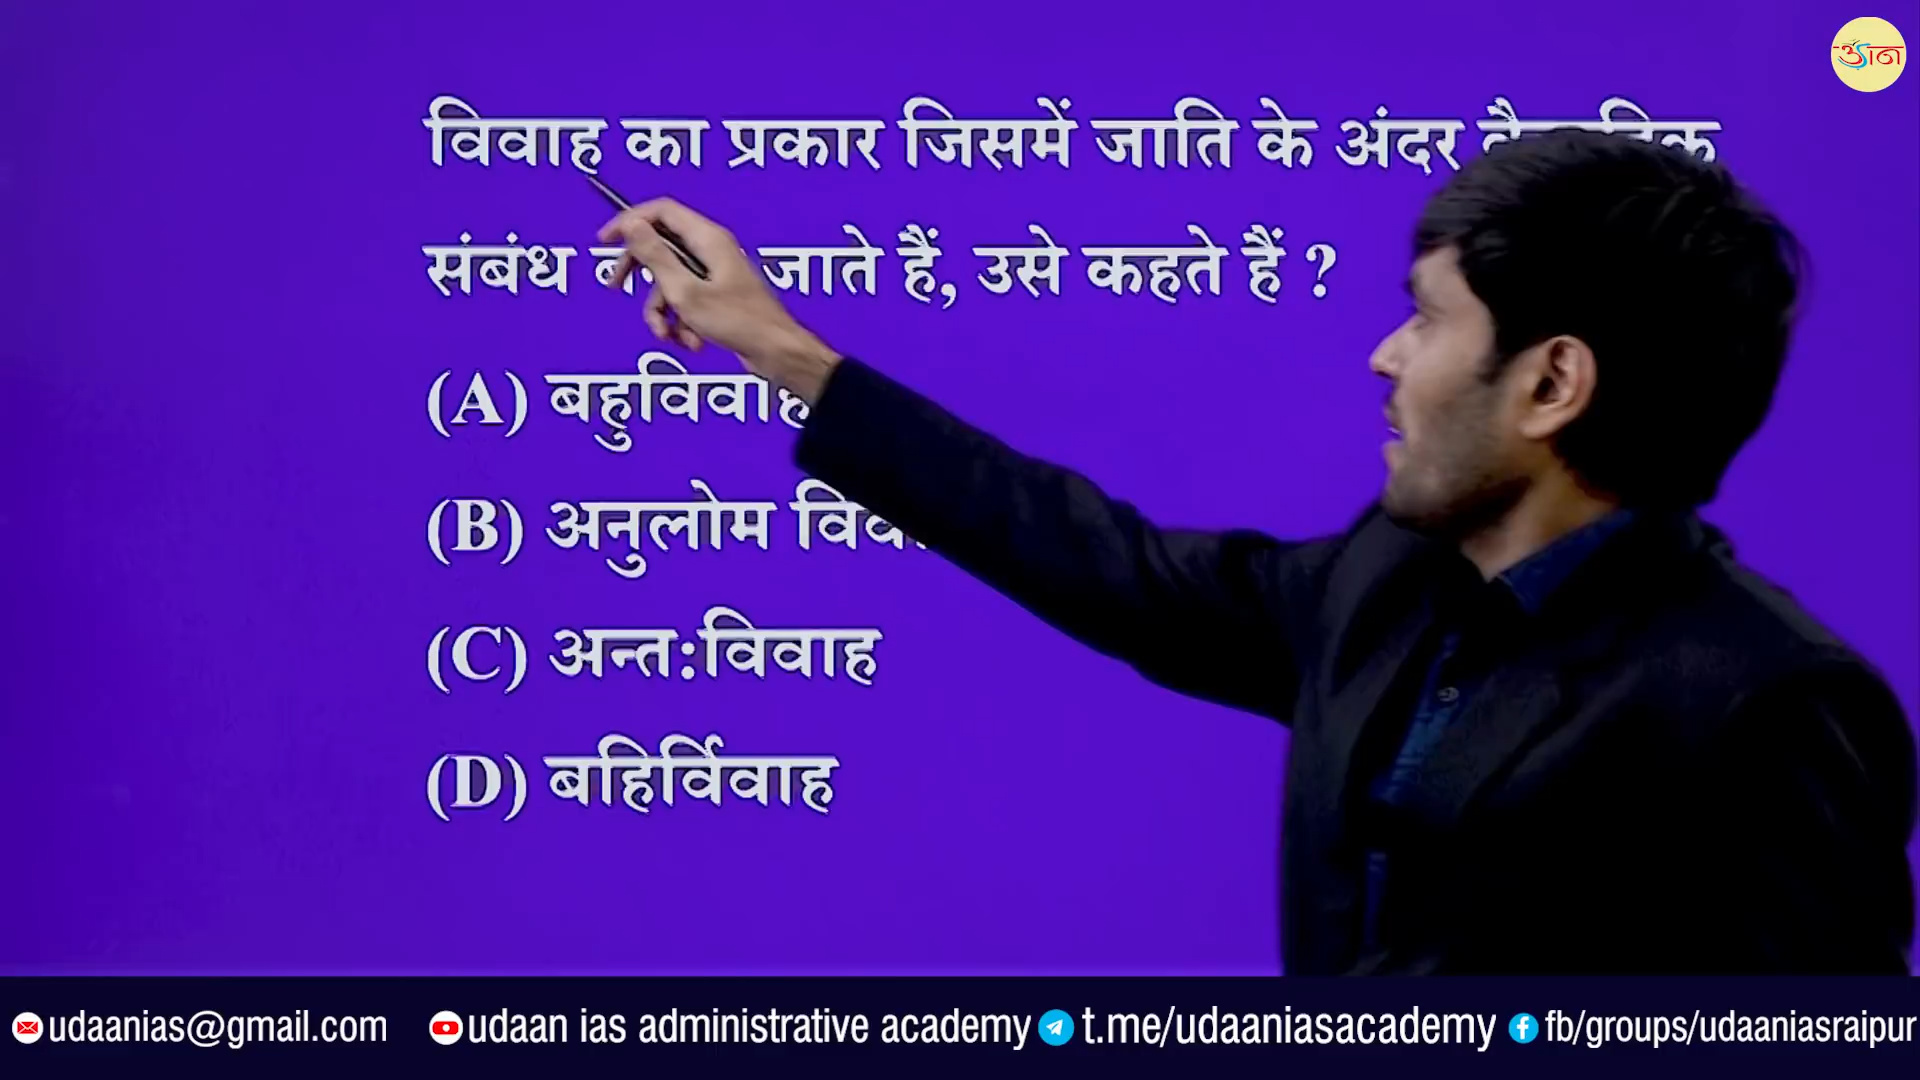 उड़ान
विवाह का प्रकार जिसमें जाति के अंदर
संबंध जाते हैं, उसे कहते हैं ?
(A) बहुविवाह
(B) अनुलोम
(C) अन्त:विवाह
(D) बहिर्विवाह
udaanias@gmail.com udaan ias administrative academy t.me/udaaniasacademy fb/groups/udaaniasraipur